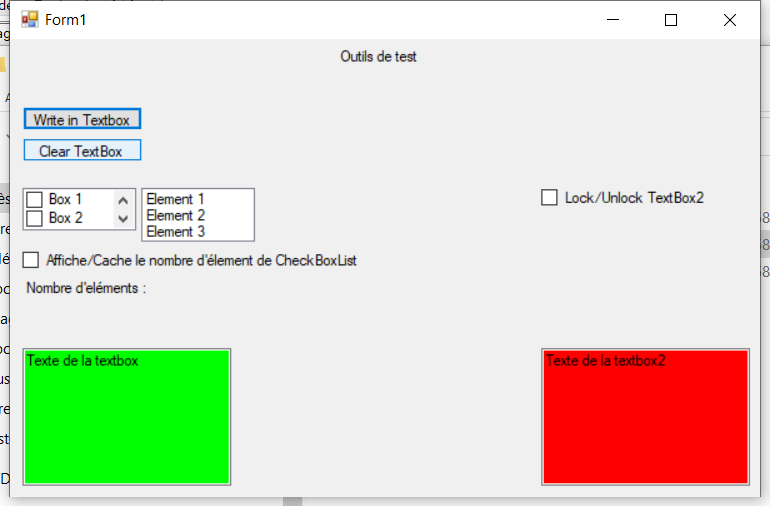 Form1
Outils de test
Write in Textbox
Clear TextBox
Box 1
Box 2
Element 1
Element 2
Element 3
Lock/Unlock TextBox2
Affiche/Cache le nombre d'élement de CheckBoxList
Nombre d'eléments :
Texte de la textbox
Texte de la textbox2